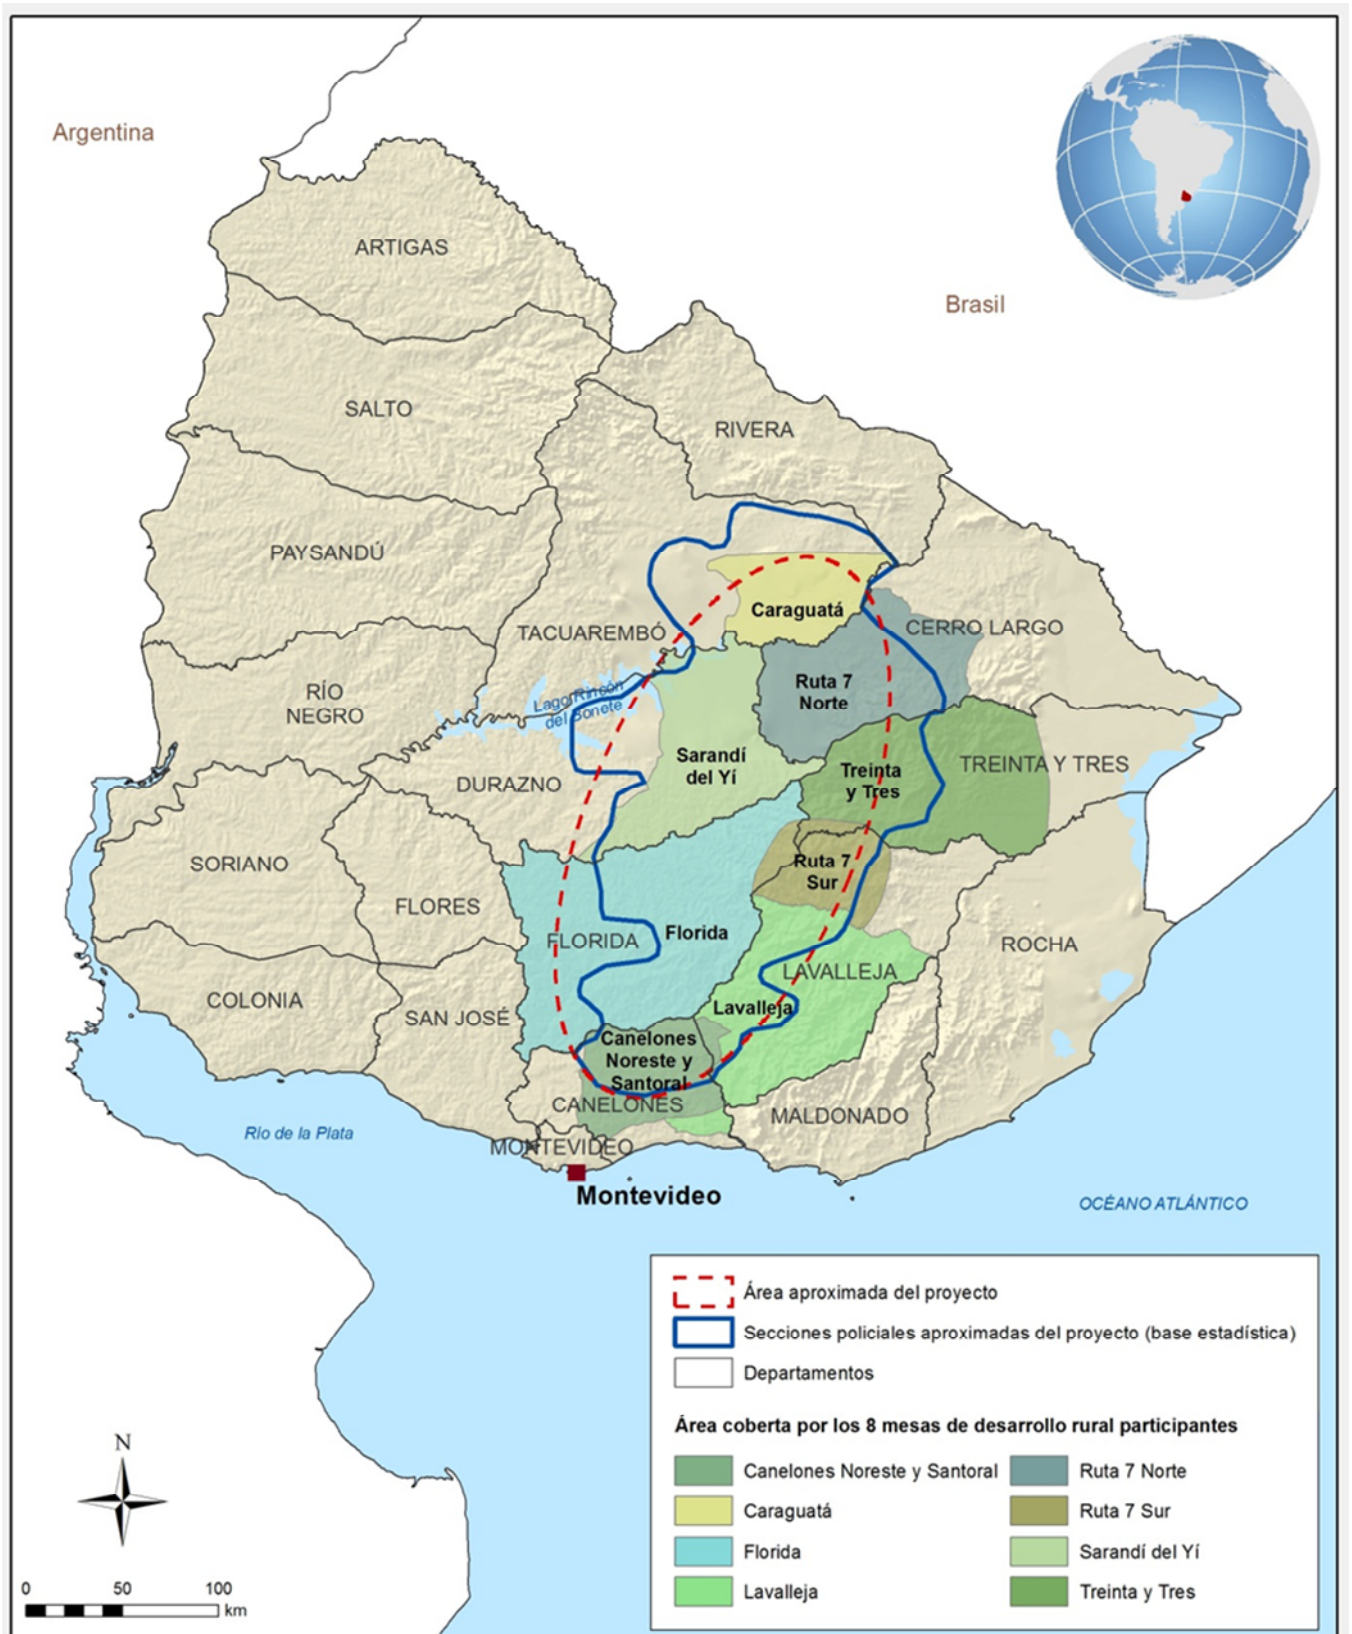 Argentina
Brasil
ARTIGAS
SALTO
RIVERA
PAYSANDÚ
Caraguatá
TACUAREMBÓ
CERRO LARGO
RÍO
NEGRO
Lago Rincón
del Bonete
Ruta 7
Norte
Sarandí
del Yí
DURAZNO
Treinta
y Tres
TREINTA Y TRES
SORIANO
Ruta 7
Sur
FLORES
FLORIDA
Florida
ROCHA
LAVALLEJA
COLONIA
SAN JOSÉ
Lavalleja
Canelones
Noreste y
Santoral
CANELONES
MALDONADO
Río de la Plata
MONTEVIDEO
Montevideo
OCÉANO ATLÁNTICO
Área aproximada del proyecto
Secciones policiales aproximadas del proyecto (base estadística)
Departamentos
Área coberta por los 8 mesas de desarrollo rural participantes
Canelones Noreste y Santoral
Ruta 7 Norte
Caraguatá
Ruta 7 Sur
Florida
Sarandí del Yí
Lavalleja
Treinta y Tres
N
0 50 100
km